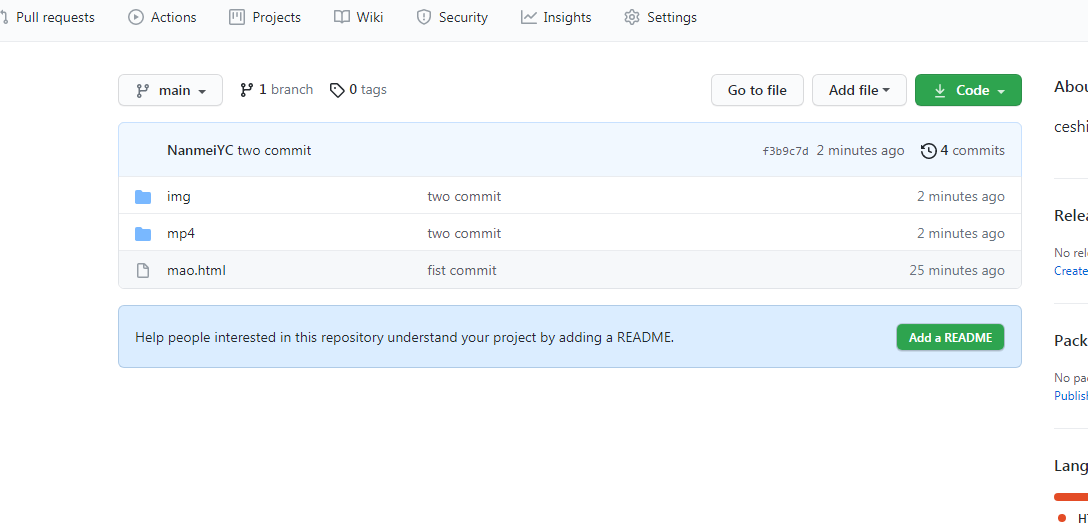 Pull requests Actions Projects Wiki Security Insights Settings
main 1 branch 0 tags Go to file Add file Code
NanmeiYC two commit f3b9c7d 2 minutes ago 4 commits
img two commit 2 minutes ago
mp4 two commit 2 minutes ago
mao.html fist commit 25 minutes ago
Help people interested in this repository understand your project by adding a README. Add a README
Abou
ceshi
Relea
No rel
Create
Pack
No pac
Publish
Lang